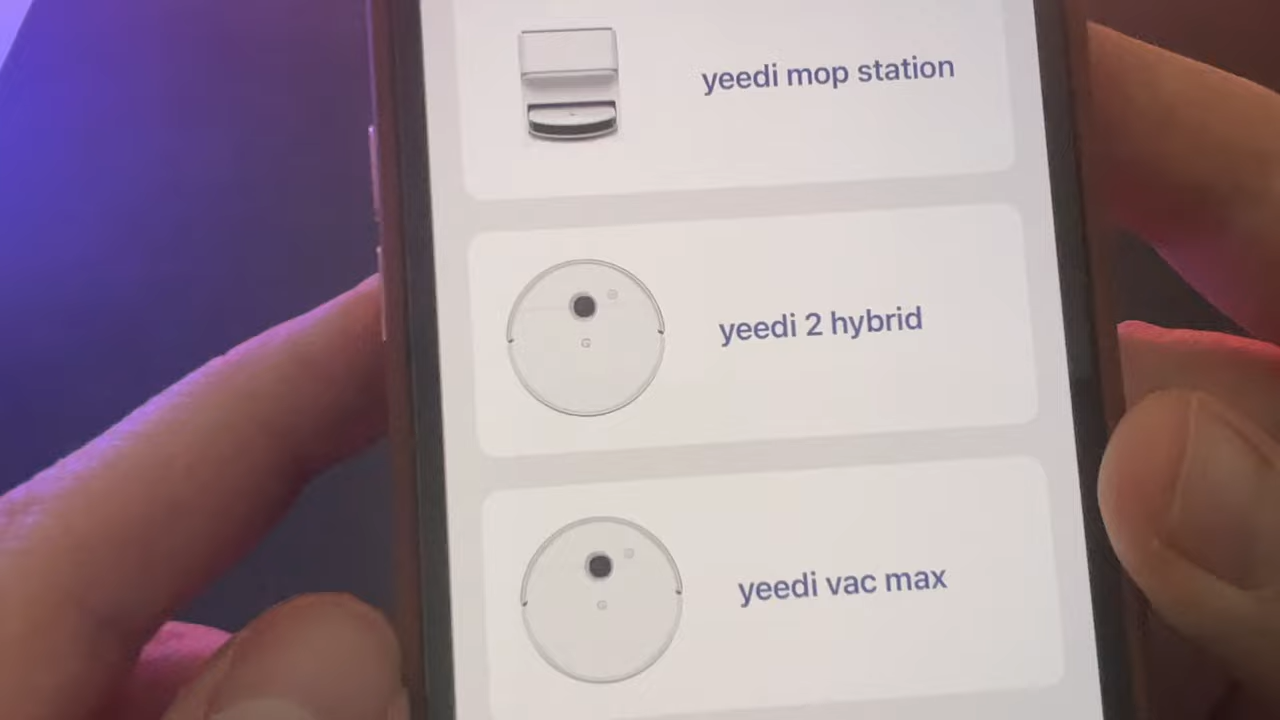 yeedi mop station
yeedi 2 hybrid
yeedi vac max